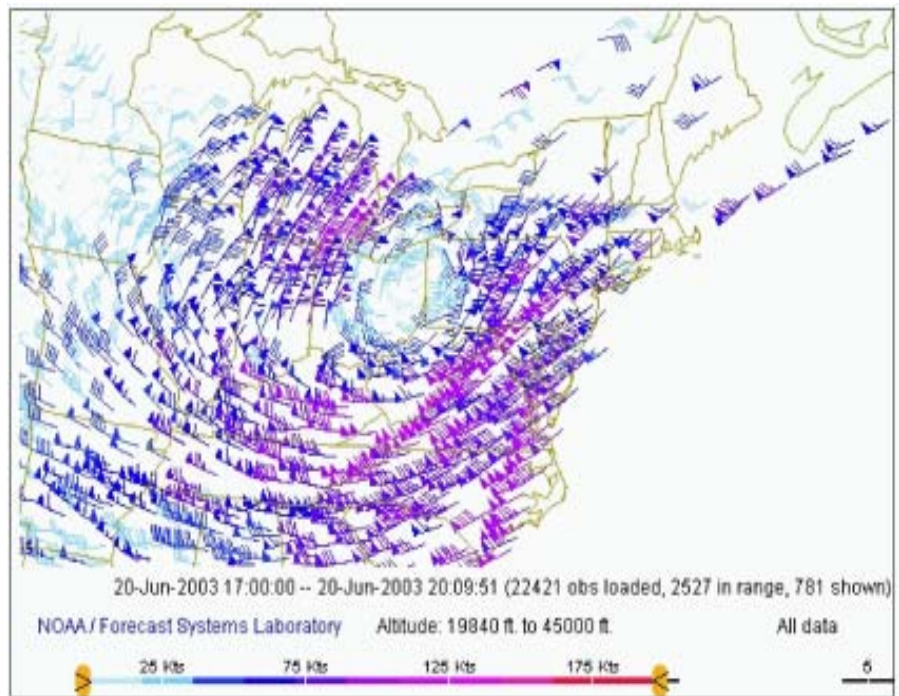 20-Jun-2003 17:00:00 -- 20-Jun-2003 20:09:51 (22421 obs loaded, 2527 in range, 781 shown)
NOAA / Forecast Systems Laboratory Altitude: 19840 ft. to 45000 ft. All data
25 Kts 75 Kts 125 Kts 175 Kts 5